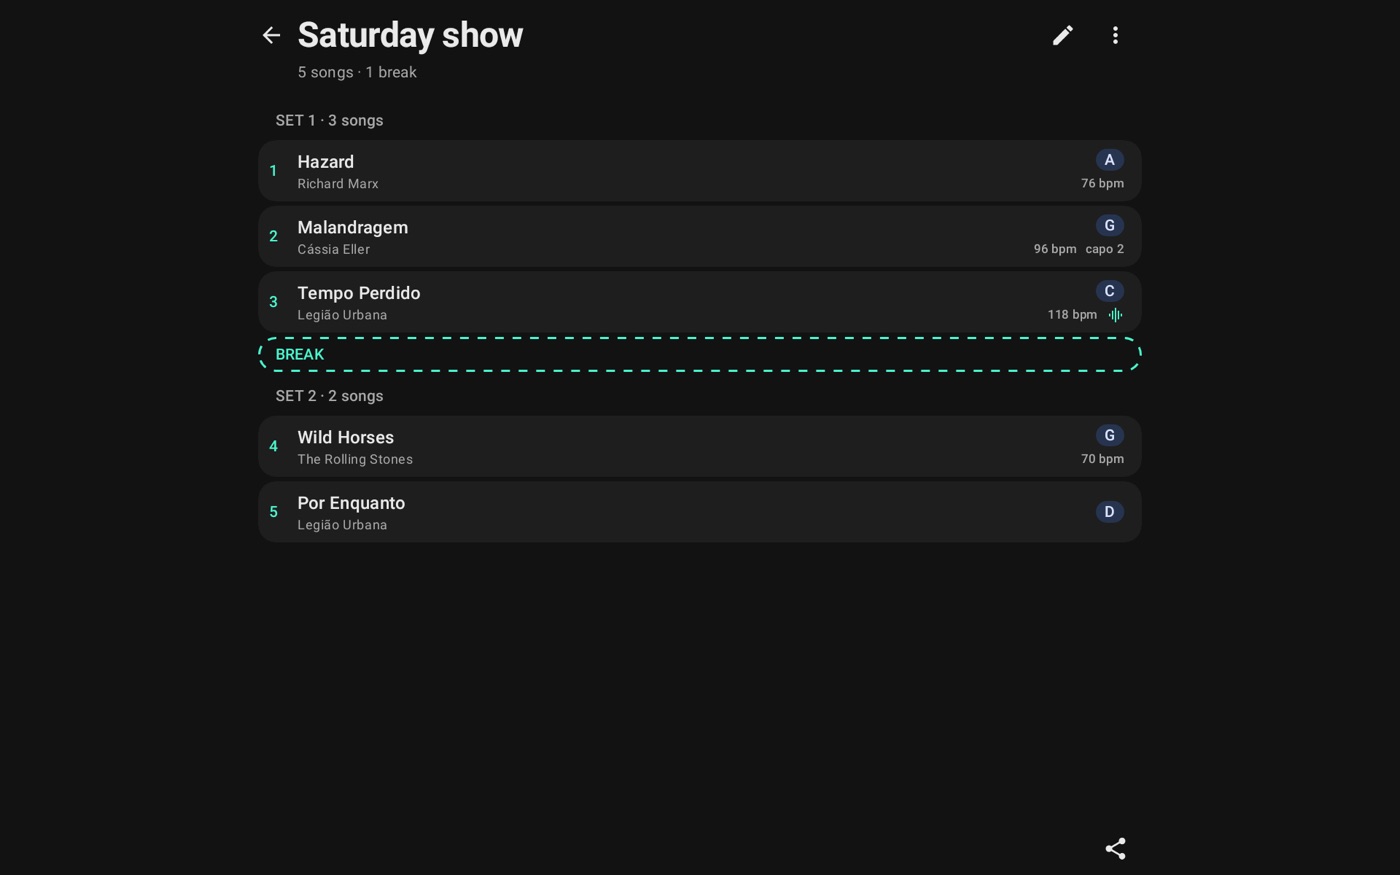 Saturday show
5 songs · 1 break
SET 1 · 3 songs
1
Hazard
Richard Marx
A
76 bpm
2
Malandragem
Cássia Eller
G
96 bpm capo 2
3
Tempo Perdido
Legião Urbana
C
118 bpm
BREAK
SET 2 · 2 songs
4
Wild Horses
The Rolling Stones
G
70 bpm
5
Por Enquanto
Legião Urbana
D